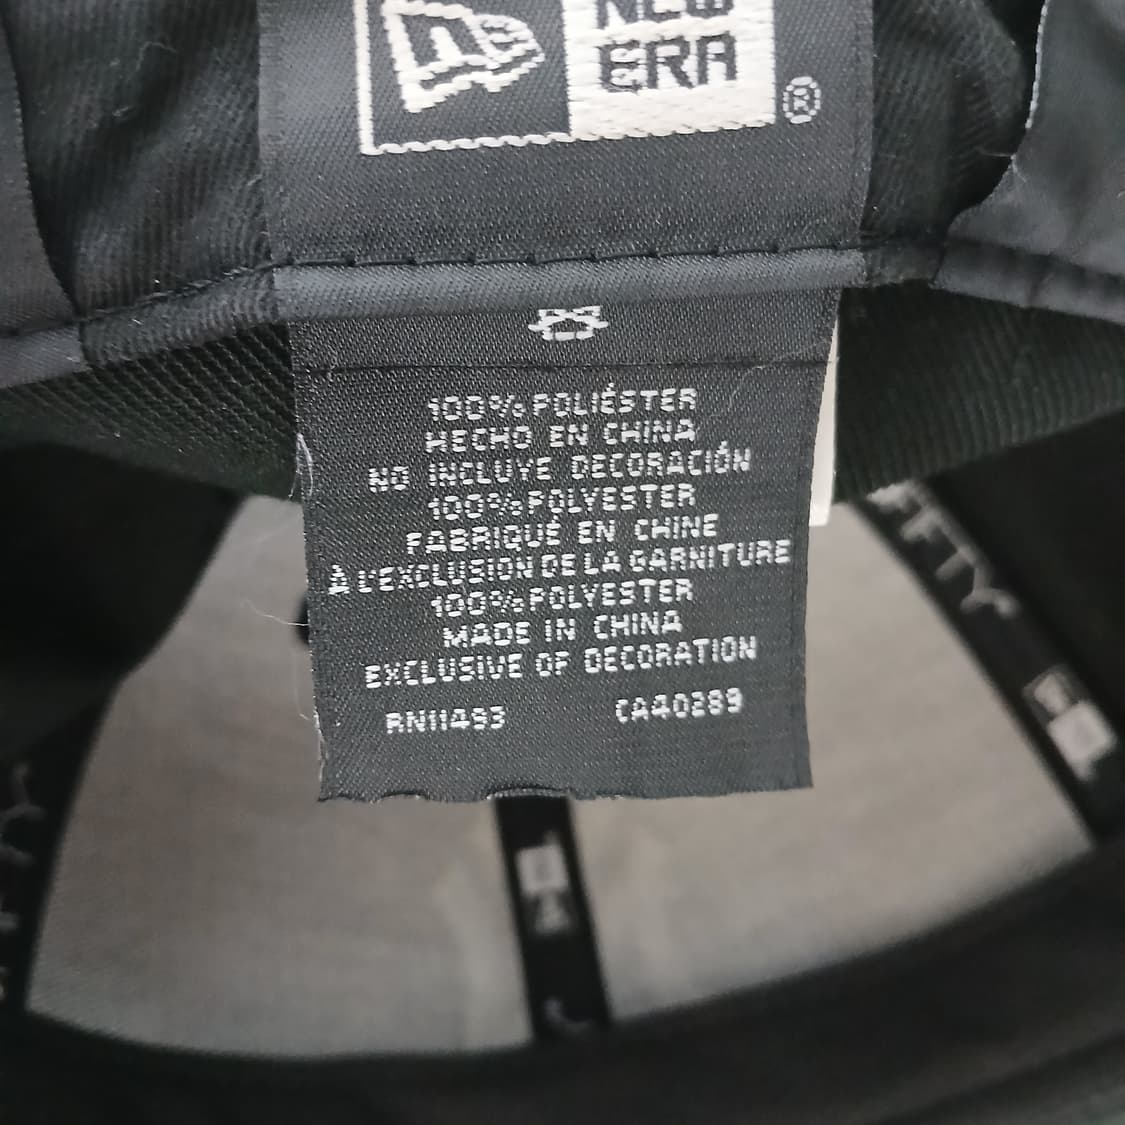 NEW
ERA
®
100% POLIÉSTER
HECHO EN CHINA
NO INCLUYE DECORACIÓN
100% POLYESTER
FABRIQUÉ EN CHINE
À L'EXCLUSION DE LA GARNITURE
100% POLYESTER
MADE IN CHINA
EXCLUSIVE OF DECORATION
RN11493 CA40289
FFTY